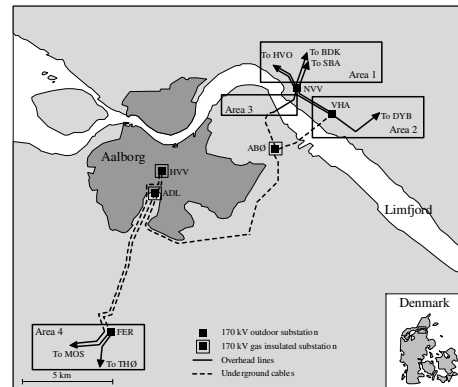 To BDK
To HVO
To SBA
Area 1
NVV
Area 3
VHA
To DYB
Area 2
ABØ
Aalborg
HVV
ADL
Limfjord
Denmark
Area 4
FER
To MOS
To THØ
5 km
170 kV outdoor substation
170 kV gas insulated substation
Overhead lines
Underground cables